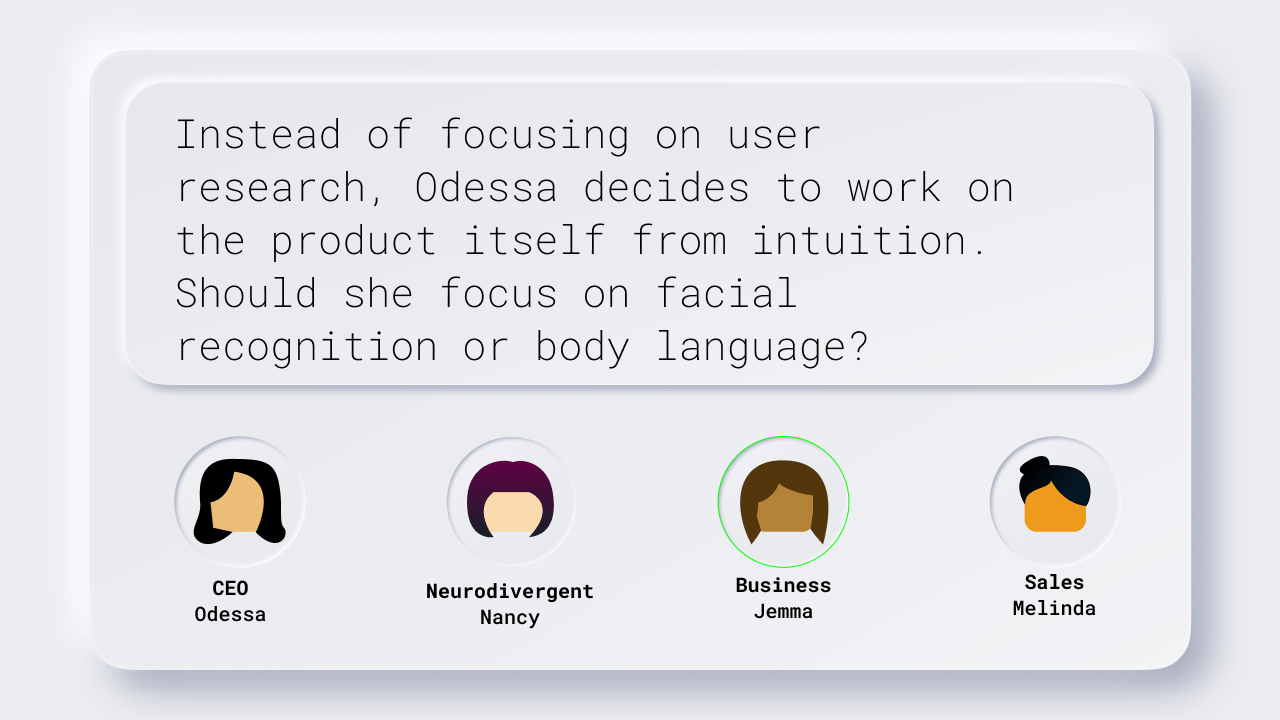 Instead of focusing on user
research, Odessa decides to work on
the product itself from intuition.
Should she focus on facial
recognition or body language?
CEO
Odessa
Neurodivergent
Nancy
Business
Jemma
Sales
Melinda